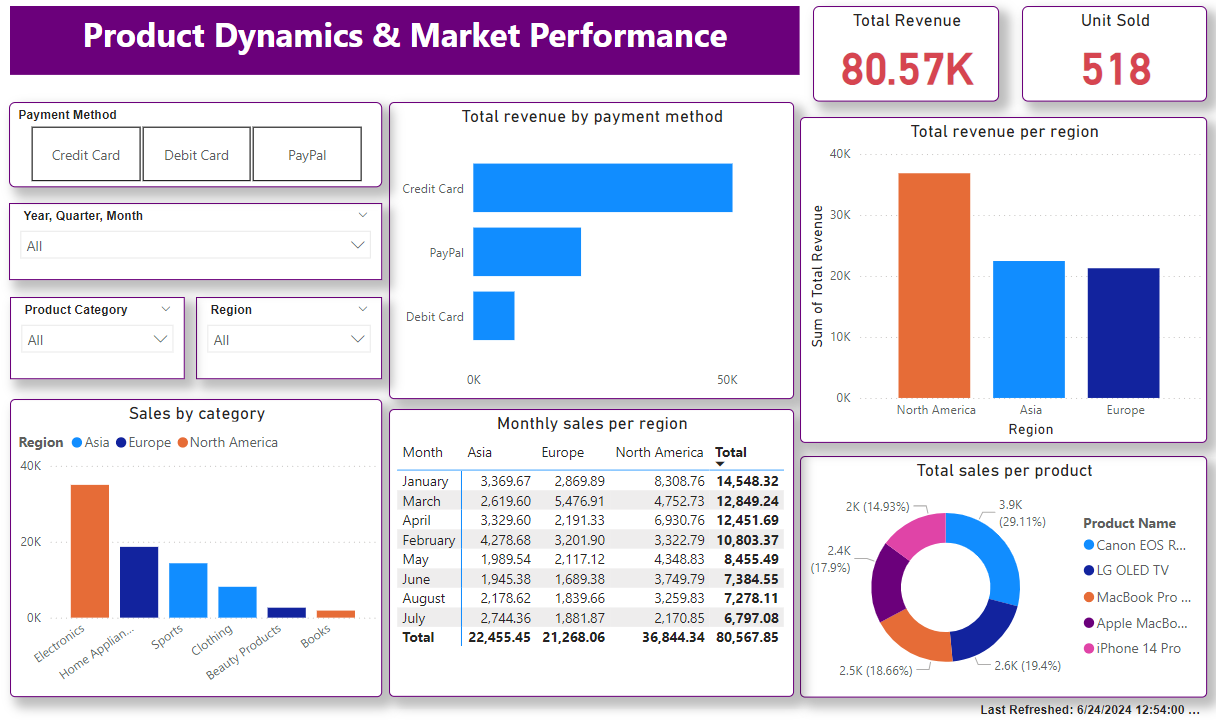 Product Dynamics & Market Performance
Total Revenue
80.57K
Unit Sold
518
Payment Method
Credit Card Debit Card PayPal
Year, Quarter, Month
All
Product Category
All
Region
All
Total revenue by payment method
Credit Card
PayPal
Debit Card
0K 50K
Total revenue per region
Sum of Total Revenue
40K
30K
20K
10K
0K
North America Asia Europe
Region
Sales by category
Region Asia Europe North America
40K
20K
0K
Electronics Home Applian... Sports Clothing Beauty Products Books
Monthly sales per region
Month Asia Europe North America Total
January 3,369.67 2,869.89 8,308.76 14,548.32
March 2,619.60 5,476.91 4,752.73 12,849.24
April 3,329.60 2,191.33 6,930.76 12,451.69
February 4,278.68 3,201.90 3,322.79 10,803.37
May 1,989.54 2,117.12 4,348.83 8,455.49
June 1,945.38 1,689.38 3,749.79 7,384.55
August 2,178.62 1,839.66 3,259.83 7,278.11
July 2,744.36 1,881.87 2,170.85 6,797.08
Total 22,455.45 21,268.06 36,844.34 80,567.85
Total sales per product
3.9K
(29.11%)
2.6K (19.4%)
2.5K (18.66%)
2.4K
(17.9%)
2K (14.93%)
Product Name
Canon EOS R...
LG OLED TV
MacBook Pro ...
Apple MacBo...
iPhone 14 Pro
Last Refreshed: 6/24/2024 12:54:00 ...